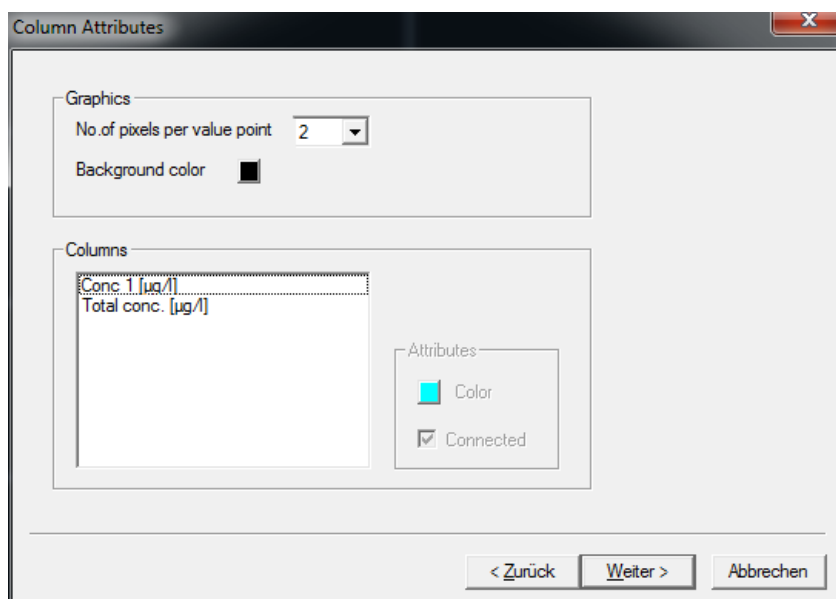 Column Attributes
Graphics
No.of pixels per value point 2
Background color
Columns
Conc 1 [µg/l]
Total conc. [µg/l]
Attributes
Color
Connected
< Zurück Weiter > Abbrechen